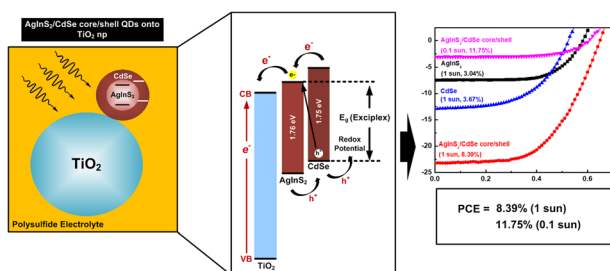 AgInS₂/CdSe core/shell QDs onto
TiO₂ np
CdSe
AgInS₂
TiO₂
Polysulfide Electrolyte
e⁻
e⁻
e⁻
CB
1.76 eV
1.75 eV
E_g (Exciplex)
Redox
Potential
e⁻
h⁺
CdSe
h⁺
AgInS₂
h⁺
VB
TiO₂
AgInS₂/CdSe core/shell
(0.1 sun, 11.75%)
AgInS₂
(1 sun, 3.04%)
CdSe
(1 sun, 3.67%)
AgInS₂/CdSe core/shell
(1 sun, 8.39%)
0
-5
-10
-15
-20
-25
0.0 0.2 0.4 0.6
PCE = 8.39% (1 sun)
11.75% (0.1 sun)